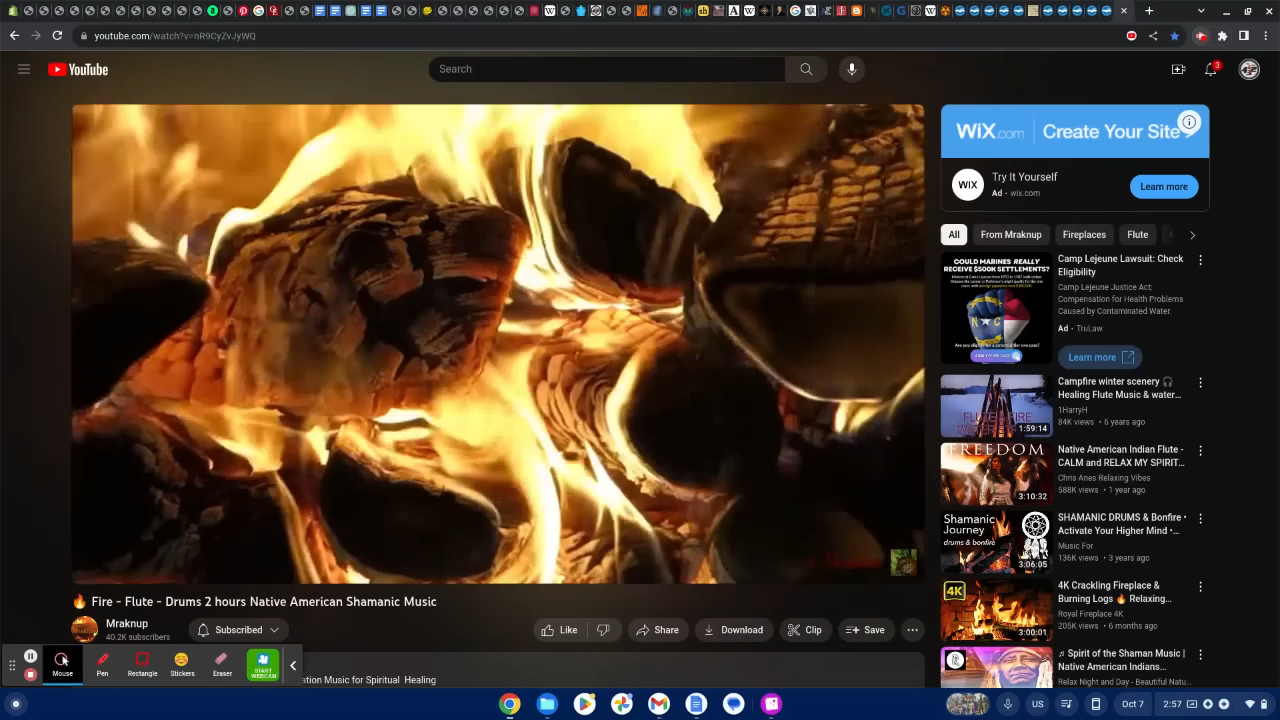 youtube.com/watch?v=nR9CyZvJyWQ
YouTube
Search
3
WiX.com | Create Your Site
WIX
Try It Yourself
Ad · wix.com
Learn more
All
From Mraknup
Fireplaces
Flute
COULD MARINES REALLY
RECEIVE $500K SETTLEMENTS?
N C
Camp Lejeune Lawsuit: Check
Eligibility
Camp Lejeune Justice Act:
Compensation for Health Problems
Caused by Contaminated Water.
Ad · TruLaw
Learn more
1:59:14
Campfire winter scenery 🎧
Healing Flute Music & water...
1HarryH
84K views • 6 years ago
FREEDOM
3:10:32
Native American Indian Flute -
CALM and RELAX MY SPIRIT...
Chris Anes Relaxing Vibes
588K views • 1 year ago
Shamanic
Journey
drums & bonfire
3:06:05
SHAMANIC DRUMS & Bonfire •
Activate Your Higher Mind •...
Music For
136K views • 3 years ago
4K
3:00:01
4K Crackling Fireplace &
Burning Logs 🔥 Relaxing...
Royal Fireplace 4K
205K views • 6 months ago
♬ Spirit of the Shaman Music |
Native American Indians...
Relax Night and Day - Beautiful Natu...
🔥 Fire - Flute - Drums 2 hours Native American Shamanic Music
Mraknup
40.2K subscribers
Subscribed
Like
Share
Download
Clip
Save
ation Music for Spiritual Healing
Mouse
Pen
Rectangle
Stickers
Eraser
START
WEBCAM
US
Oct 7
2:57